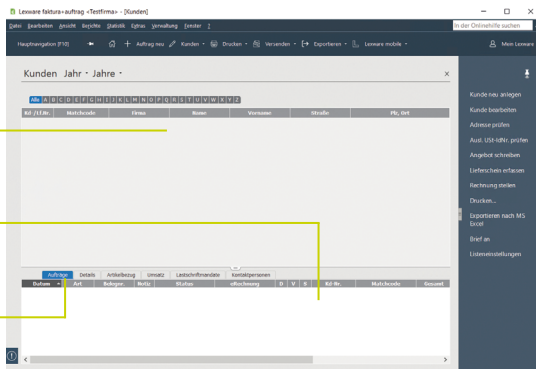 Lexware faktura+auftrag <Testfirma> - [Kunden]
Datei Bearbeiten Ansicht Berichte Statistik Extras Verwaltung Fenster ?
In der Onlinehilfe suchen
Hauptnavigation [F10] Auftrag neu Kunden Drucken Versenden Exportieren Lexware mobile Mein Lexware
Kunden Jahr - Jahre
Alle A B C D E F G H I J K L M N O P Q R S T U V W X Y Z
Kd-/Lf.Nr. Matchcode Firma Name Vorname Straße Plz, Ort
Kunde neu anlegen
Kunde bearbeiten
Adresse prüfen
Ausl. USt-IdNr. prüfen
Angebot schreiben
Lieferschein erfassen
Rechnung stellen
Drucken...
Exportieren nach MS
Excel
Brief an
Listeneinstellungen
Aufträge Details Artikelbezug Umsatz Lastschriftmandate Kontaktpersonen
Datum Art Belegnr. Notiz Status eRechnung D V S Kd-Nr. Matchcode Gesamt